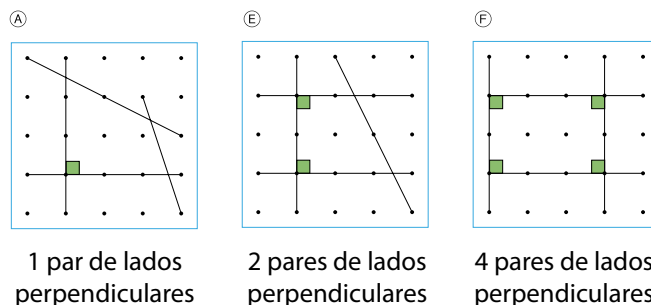 A
E
F
1 par de lados
perpendiculares
2 pares de lados
perpendiculares
4 pares de lados
perpendiculares